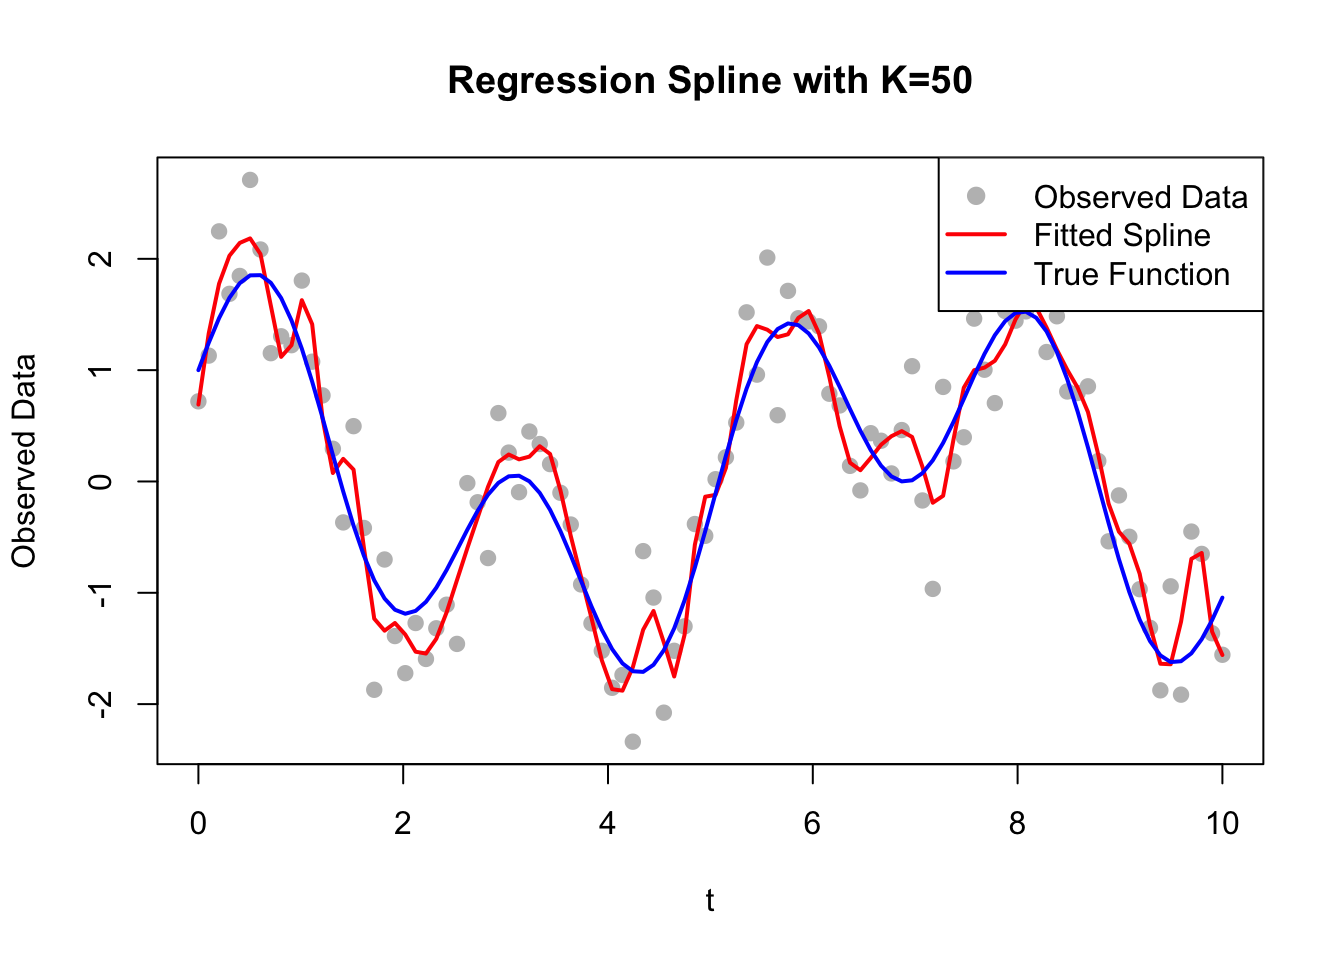 Regression Spline with K=50
Observed Data
Fitted Spline
True Function
Observed Data
2
1
0
-1
-2
0 2 4 6 8 10
t